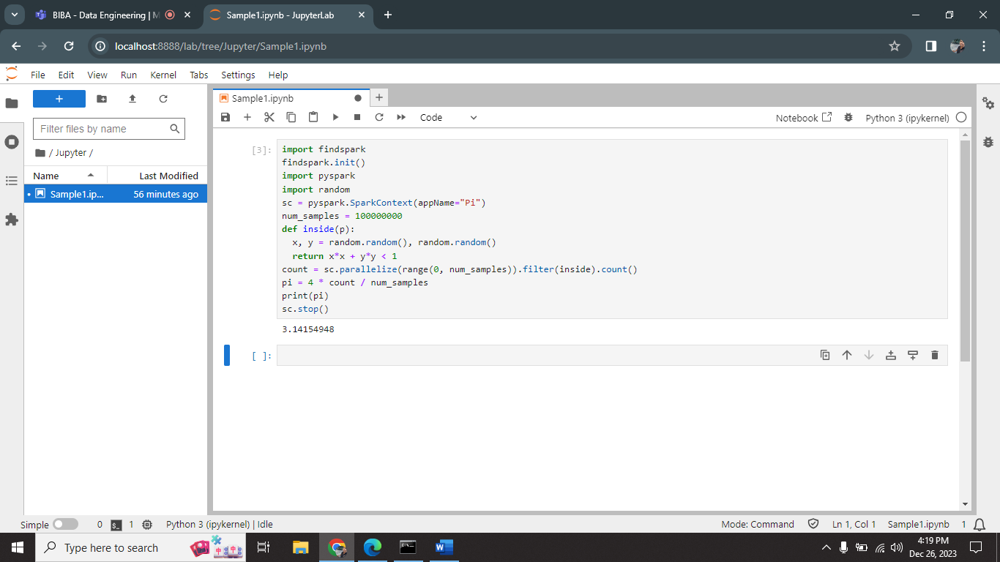 BIBA - Data Engineering | M
Sample1.ipynb - JupyterLab
localhost:8888/lab/tree/Jupyter/Sample1.ipynb
File Edit View Run Kernel Tabs Settings Help
Filter files by name
/ Jupyter /
Name Last Modified
Sample1.ip... 56 minutes ago
Sample1.ipynb
Code
Notebook
Python 3 (ipykernel)
[3]:
import findspark
findspark.init()
import pyspark
import random
sc = pyspark.SparkContext(appName="Pi")
num_samples = 100000000
def inside(p):
  x, y = random.random(), random.random()
  return x*x + y*y < 1
count = sc.parallelize(range(0, num_samples)).filter(inside).count()
pi = 4 * count / num_samples
print(pi)
sc.stop()
3.14154948
[ ]:
Simple 0 $_ 1 Python 3 (ipykernel) | Idle
Mode: Command Ln 1, Col 1 Sample1.ipynb 1
Type here to search
4:19 PM
Dec 26, 2023